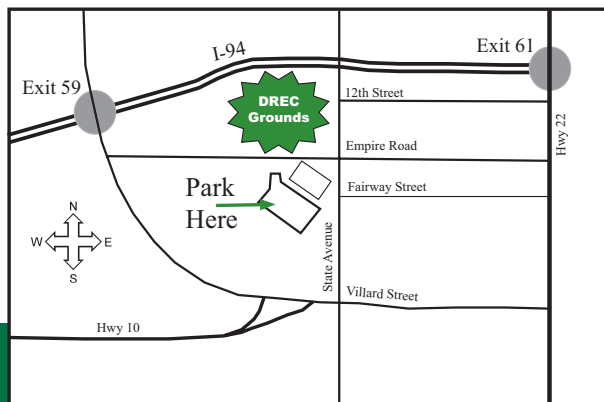 I-94
Exit 61
Exit 59
DREC
Grounds
12th Street
Hwy 22
Empire Road
Park
Here
Fairway Street
N
W
E
S
State Avenue
Villard Street
Hwy 10